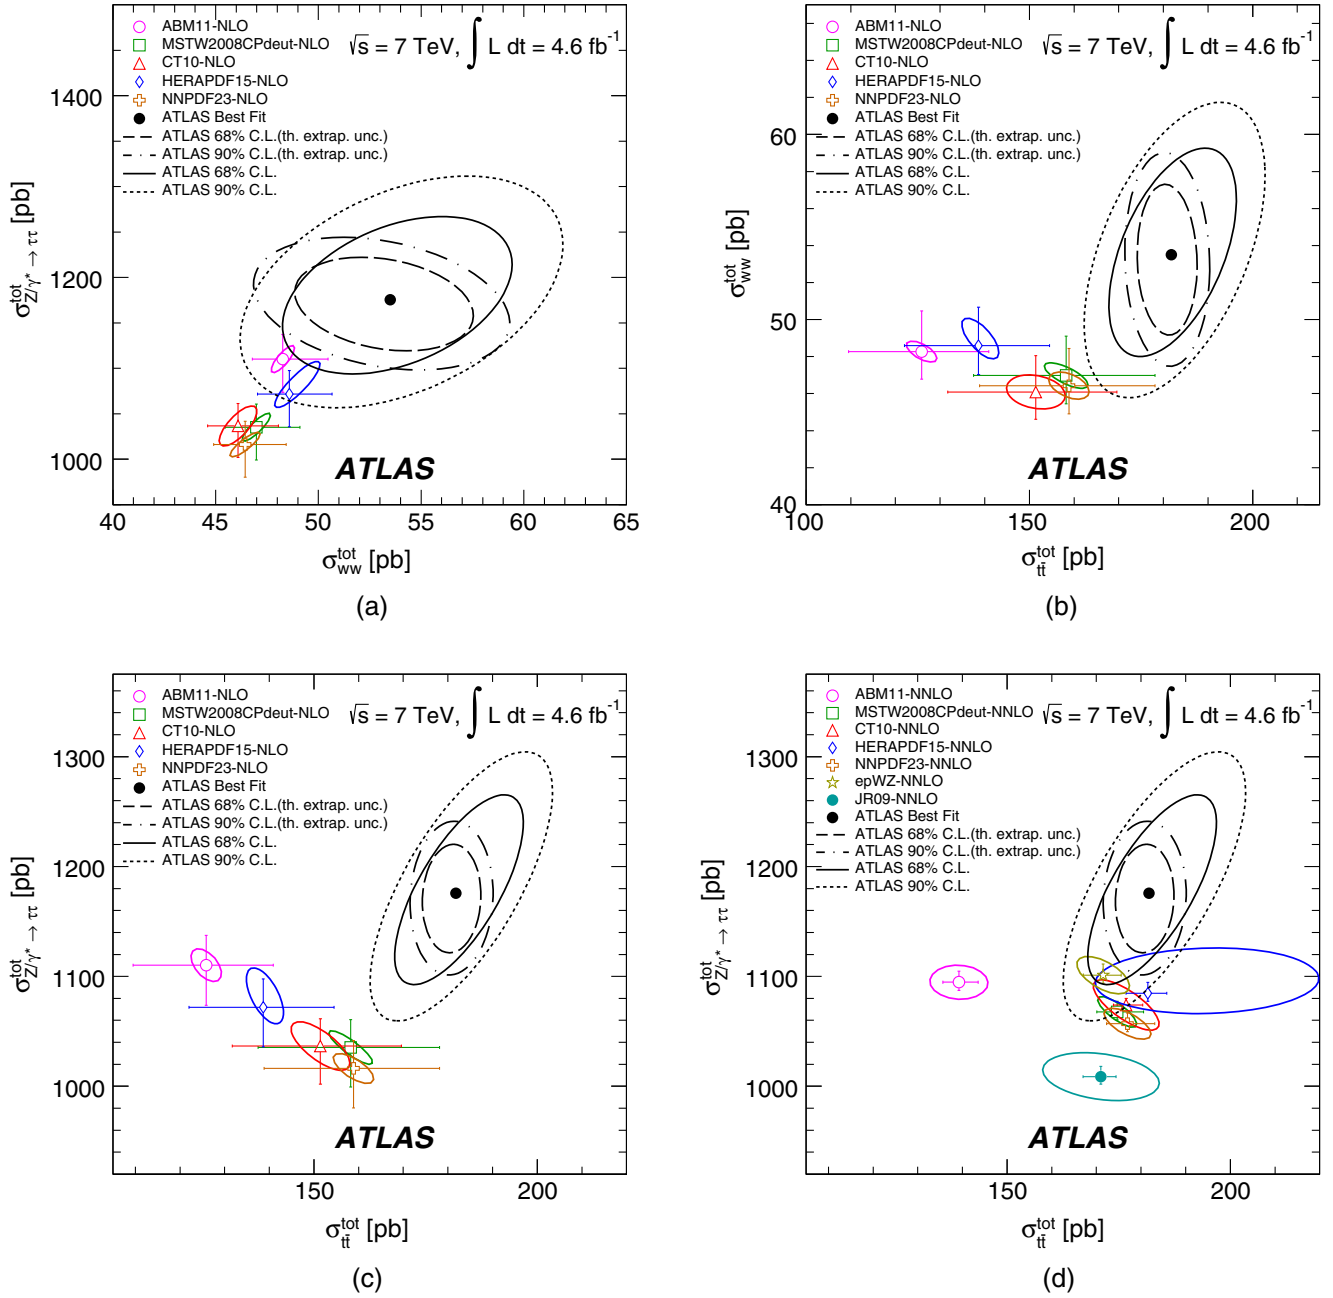 ABM11-NLO
MSTW2008CPdeut-NLO
CT10-NLO
HERAPDF15-NLO
NNPDF23-NLO
ATLAS Best Fit
ATLAS 68% C.L.(th. extrap. unc.)
ATLAS 90% C.L.(th. extrap. unc.)
ATLAS 68% C.L.
ATLAS 90% C.L.
√s = 7 TeV, ∫ L dt = 4.6 fb⁻¹
1400
1200
1000
σ^tot_Z/γ* → ττ [pb]
ATLAS
40 45 50 55 60 65
σ^tot_ww [pb]
(a)
ABM11-NLO
MSTW2008CPdeut-NLO
CT10-NLO
HERAPDF15-NLO
NNPDF23-NLO
ATLAS Best Fit
ATLAS 68% C.L.(th. extrap. unc.)
ATLAS 90% C.L.(th. extrap. unc.)
ATLAS 68% C.L.
ATLAS 90% C.L.
√s = 7 TeV, ∫ L dt = 4.6 fb⁻¹
60
50
40
σ^tot_ww [pb]
ATLAS
100 150 200
σ^tot_tt̄ [pb]
(b)
ABM11-NLO
MSTW2008CPdeut-NLO
CT10-NLO
HERAPDF15-NLO
NNPDF23-NLO
ATLAS Best Fit
ATLAS 68% C.L.(th. extrap. unc.)
ATLAS 90% C.L.(th. extrap. unc.)
ATLAS 68% C.L.
ATLAS 90% C.L.
√s = 7 TeV, ∫ L dt = 4.6 fb⁻¹
1300
1200
1100
1000
σ^tot_Z/γ* → ττ [pb]
ATLAS
150 200
σ^tot_tt̄ [pb]
(c)
ABM11-NNLO
MSTW2008CPdeut-NNLO
CT10-NNLO
HERAPDF15-NNLO
NNPDF23-NNLO
epWZ-NNLO
JR09-NNLO
ATLAS Best Fit
ATLAS 68% C.L.(th. extrap. unc.)
ATLAS 90% C.L.(th. extrap. unc.)
ATLAS 68% C.L.
ATLAS 90% C.L.
√s = 7 TeV, ∫ L dt = 4.6 fb⁻¹
1300
1200
1100
1000
σ^tot_Z/γ* → ττ [pb]
ATLAS
150 200
σ^tot_tt̄ [pb]
(d)